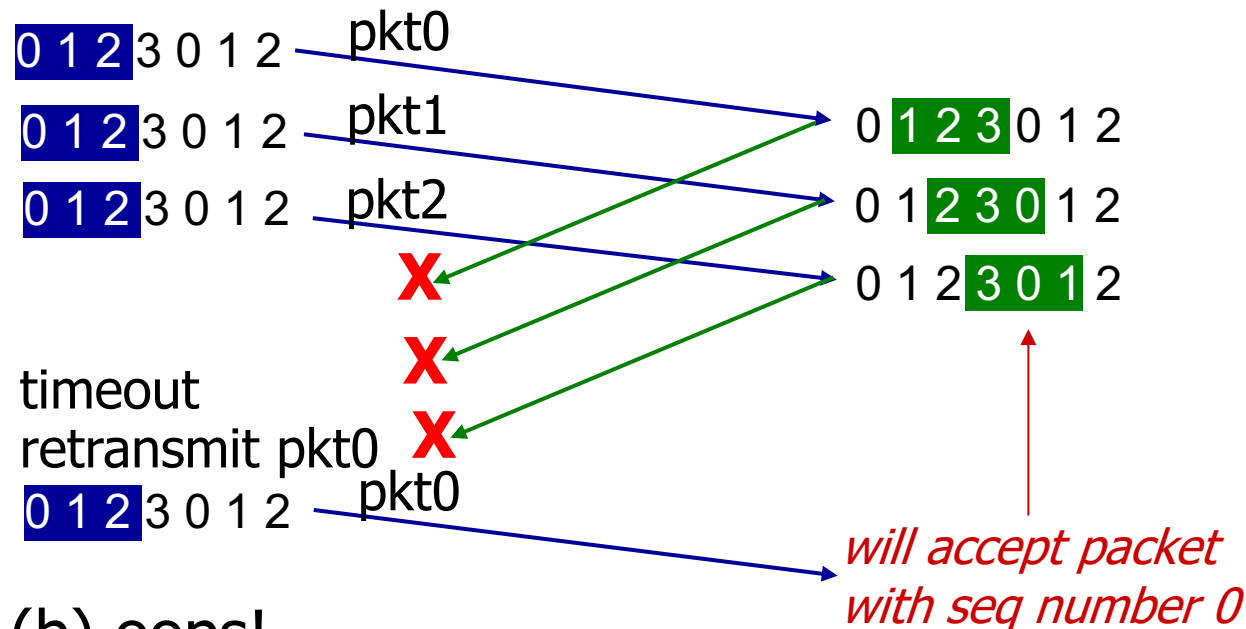 0 1 2 3 0 1 2 pkt0
0 1 2 3 0 1 2 pkt1
0 1 2 3 0 1 2 pkt2
0 1 2 3 0 1 2
0 1 2 3 0 1 2
0 1 2 3 0 1 2
X
X
X
timeout
retransmit pkt0
0 1 2 3 0 1 2 pkt0
will accept packet
with seq number 0
(b) oops!